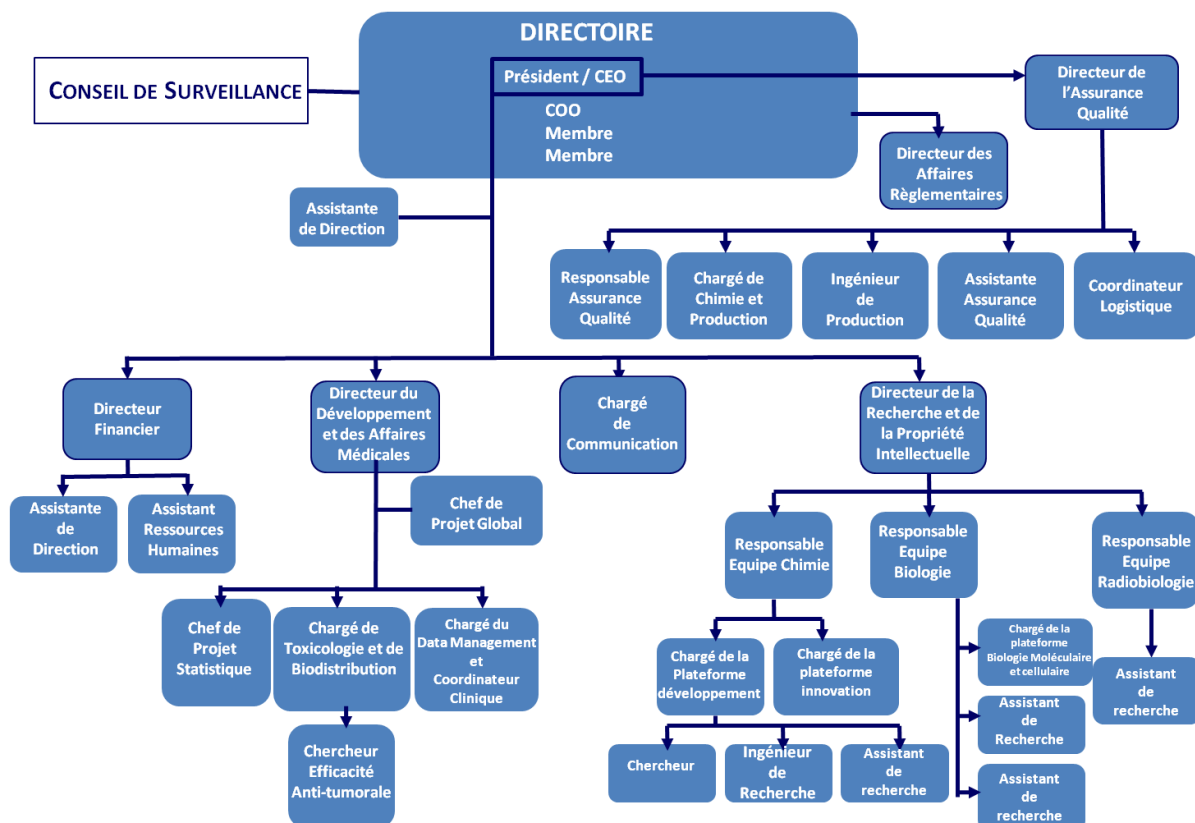 DIRECTOIRE
Président / CEO
COO
Membre
Membre
CONSEIL DE SURVEILLANCE
Directeur de
l’Assurance
Qualité
Directeur des
Affaires
Règlementaires
Assistante
de Direction
Responsable
Assurance
Qualité
Chargé de
Chimie et
Production
Ingénieur
de
Production
Assistante
Assurance
Qualité
Coordinateur
Logistique
Directeur
Financier
Directeur du
Développement
et des Affaires
Médicales
Chargé
de
Communication
Directeur de la
Recherche et de
la Propriété
Intellectuelle
Assistante
de
Direction
Assistant
Ressources
Humaines
Chef de
Projet Global
Responsable
Equipe Chimie
Responsable
Equipe
Biologie
Responsable
Equipe
Radiobiologie
Chef de
Projet
Statistique
Chargé de
Toxicologie et de
Biodistribution
Chargé du
Data Management
et
Coordinateur
Clinique
Chercheur
Efficacité
Anti-tumorale
Chargé de la
Plateforme
développement
Chargé de la
plateforme
innovation
Chargé de la
plateforme
Biologie Moléculaire
et cellulaire
Assistant
de
recherche
Assistant
de
Recherche
Chercheur
Ingénieur
de
Recherche
Assistant
de
recherche
Assistant
de
recherche